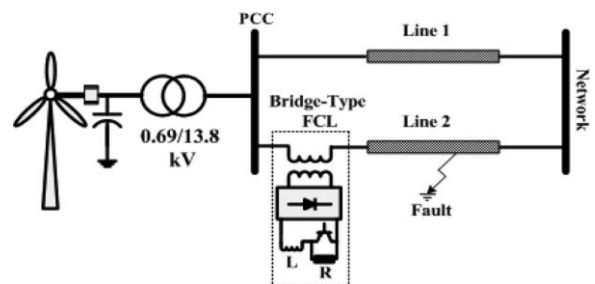 PCC
Line 1
Bridge-Type
FCL
0.69/13.8
kV
Line 2
Network
Fault
L
R